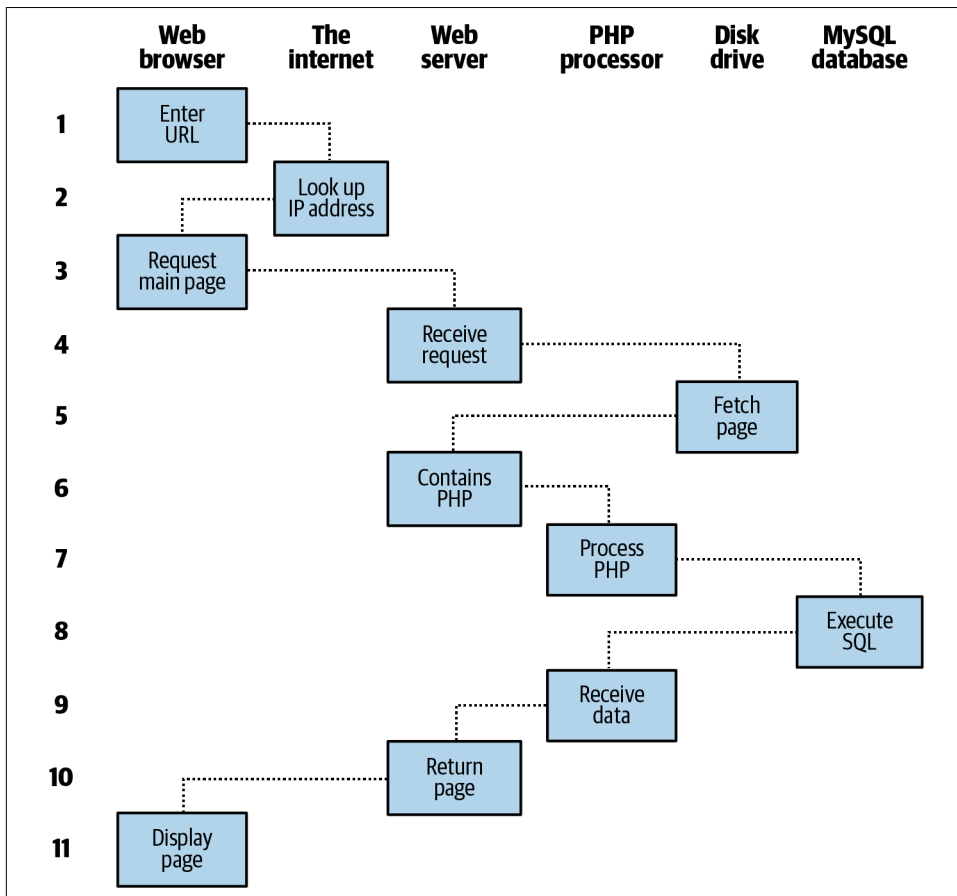 Web
browser
The
internet
Web
server
PHP
processor
Disk
drive
MySQL
database
1
Enter
URL
2
Look up
IP address
3
Request
main page
4
Receive
request
5
Fetch
page
6
Contains
PHP
7
Process
PHP
8
Execute
SQL
9
Receive
data
10
Return
page
11
Display
page